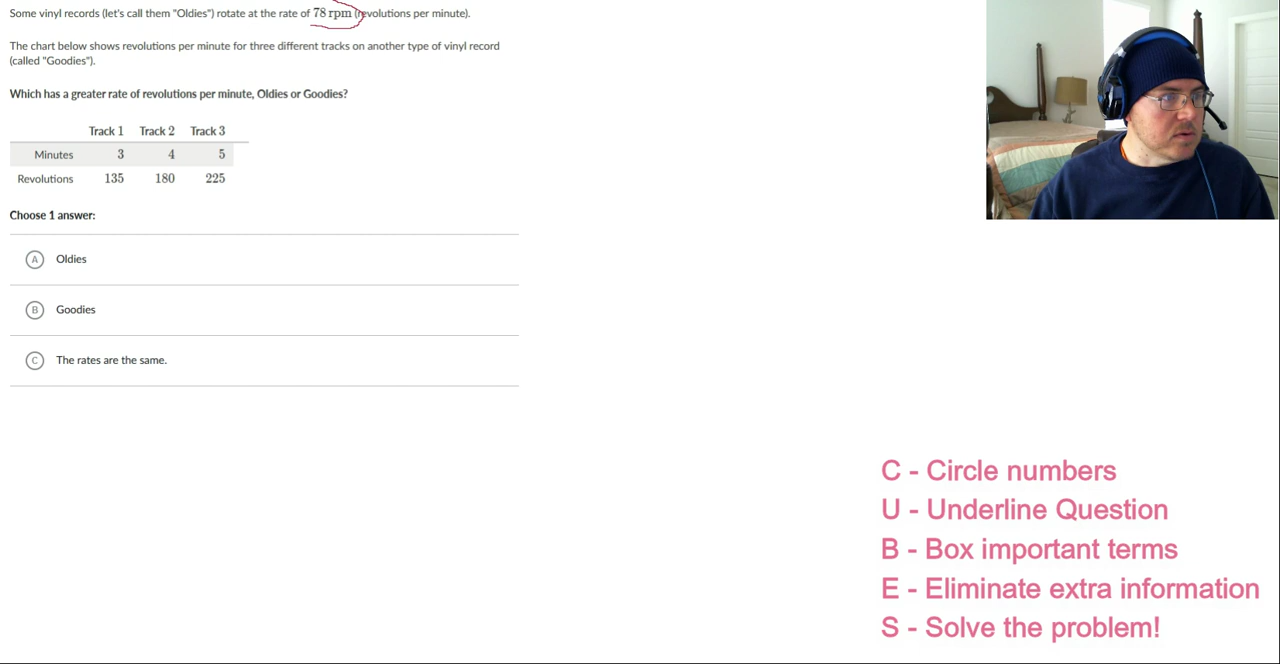 Some vinyl records (let's call them "Oldies") rotate at the rate of 78 rpm (revolutions per minute).
The chart below shows revolutions per minute for three different tracks on another type of vinyl record
(called "Goodies").
Which has a greater rate of revolutions per minute, Oldies or Goodies?
Track 1 Track 2 Track 3
Minutes 3 4 5
Revolutions 135 180 225
Choose 1 answer:
A Oldies
B Goodies
C The rates are the same.
C - Circle numbers
U - Underline Question
B - Box important terms
E - Eliminate extra information
S - Solve the problem!